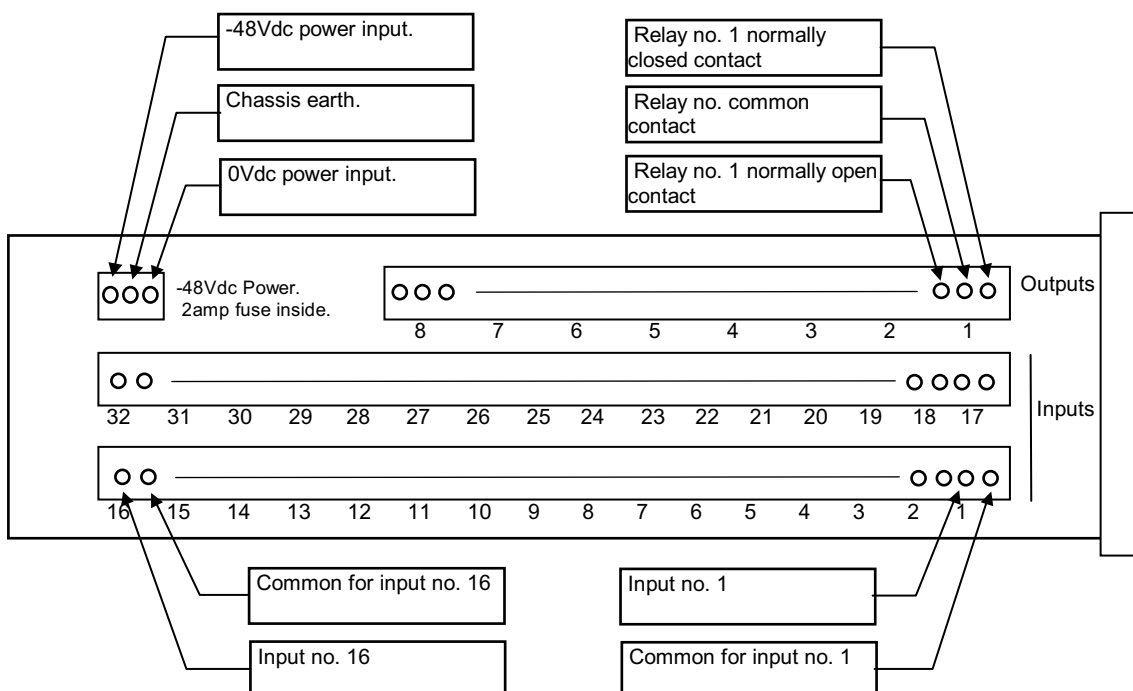 -48Vdc power input.
Chassis earth.
0Vdc power input.
Relay no. 1 normally
closed contact
Relay no. common
contact
Relay no. 1 normally open
contact
-48Vdc Power.
2amp fuse inside.
Outputs
8 7 6 5 4 3 2 1
32 31 30 29 28 27 26 25 24 23 22 21 20 19 18 17
Inputs
16 15 14 13 12 11 10 9 8 7 6 5 4 3 2 1
Common for input no. 16
Input no. 1
Input no. 16
Common for input no. 1